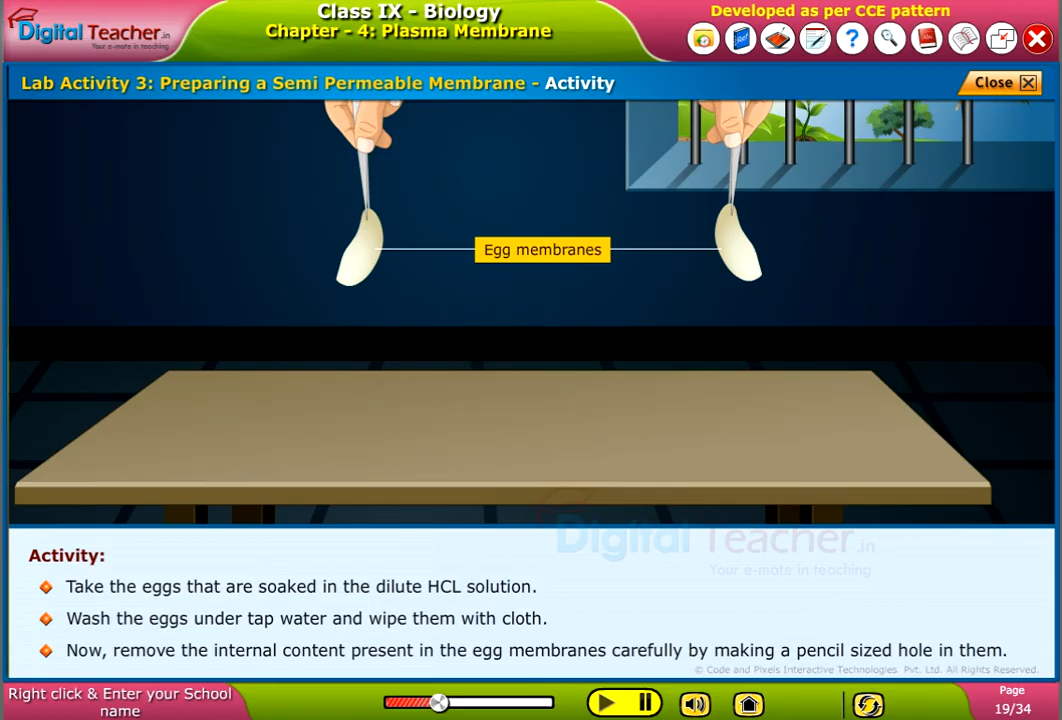 Digital Teacher.in
Your e-mate in teaching
Class IX - Biology
Chapter - 4: Plasma Membrane
Developed as per CCE pattern
Ref
?
Lab Activity 3: Preparing a Semi Permeable Membrane - Activity
Close
Egg membranes
Digital Teacher.in
Your e-mate in teaching
Activity:
Take the eggs that are soaked in the dilute HCL solution.
Wash the eggs under tap water and wipe them with cloth.
Now, remove the internal content present in the egg membranes carefully by making a pencil sized hole in them.
© Code and Pixels Interactive Technologies Pvt. Ltd. All Rights Reserved.
Right click & Enter your School
name
Page
19/34